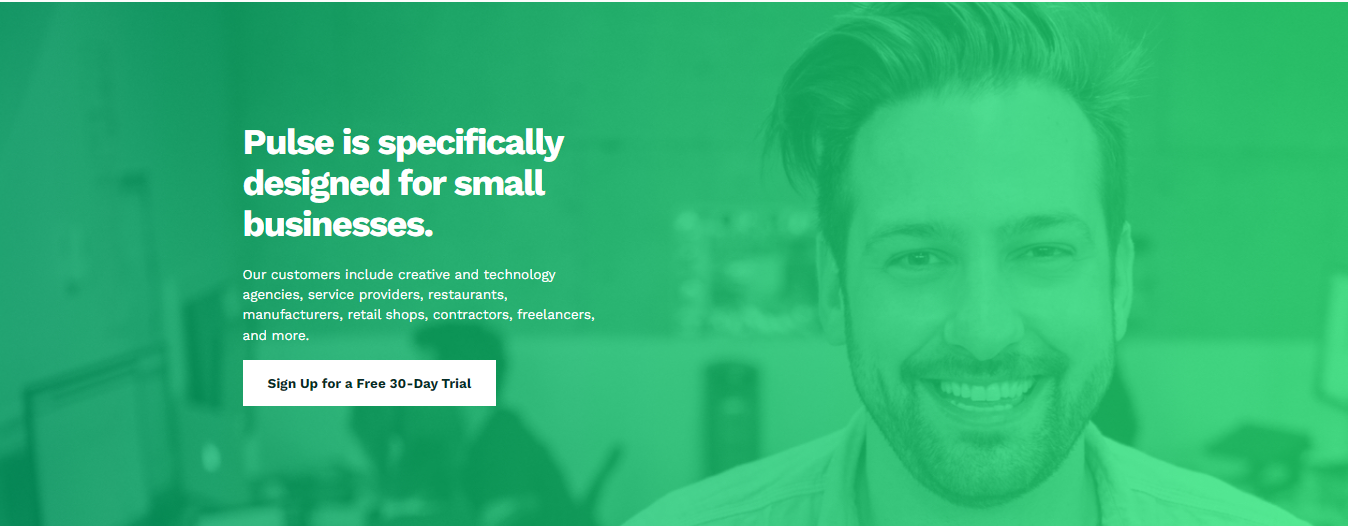 Pulse is specifically
designed for small
businesses.
Our customers include creative and technology
agencies, service providers, restaurants,
manufacturers, retail shops, contractors, freelancers,
and more.
Sign Up for a Free 30-Day Trial